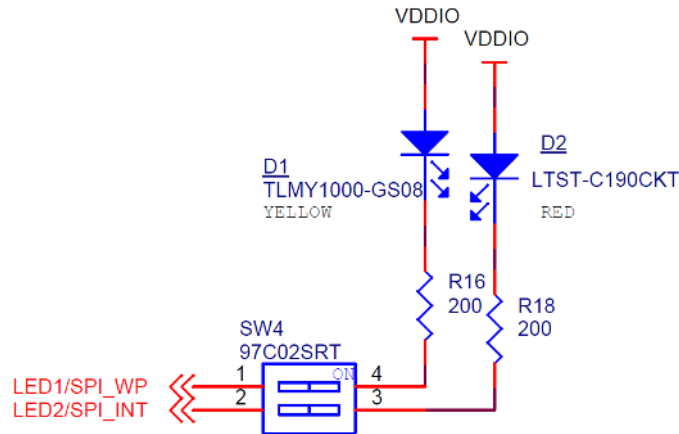 VDDIO
VDDIO
D1
TLMY1000-GS08
YELLOW
D2
LTST-C190CKT
RED
R16
200
R18
200
SW4
97C02SRT
ON
LED1/SPI_WP 1 4
LED2/SPI_INT 2 3